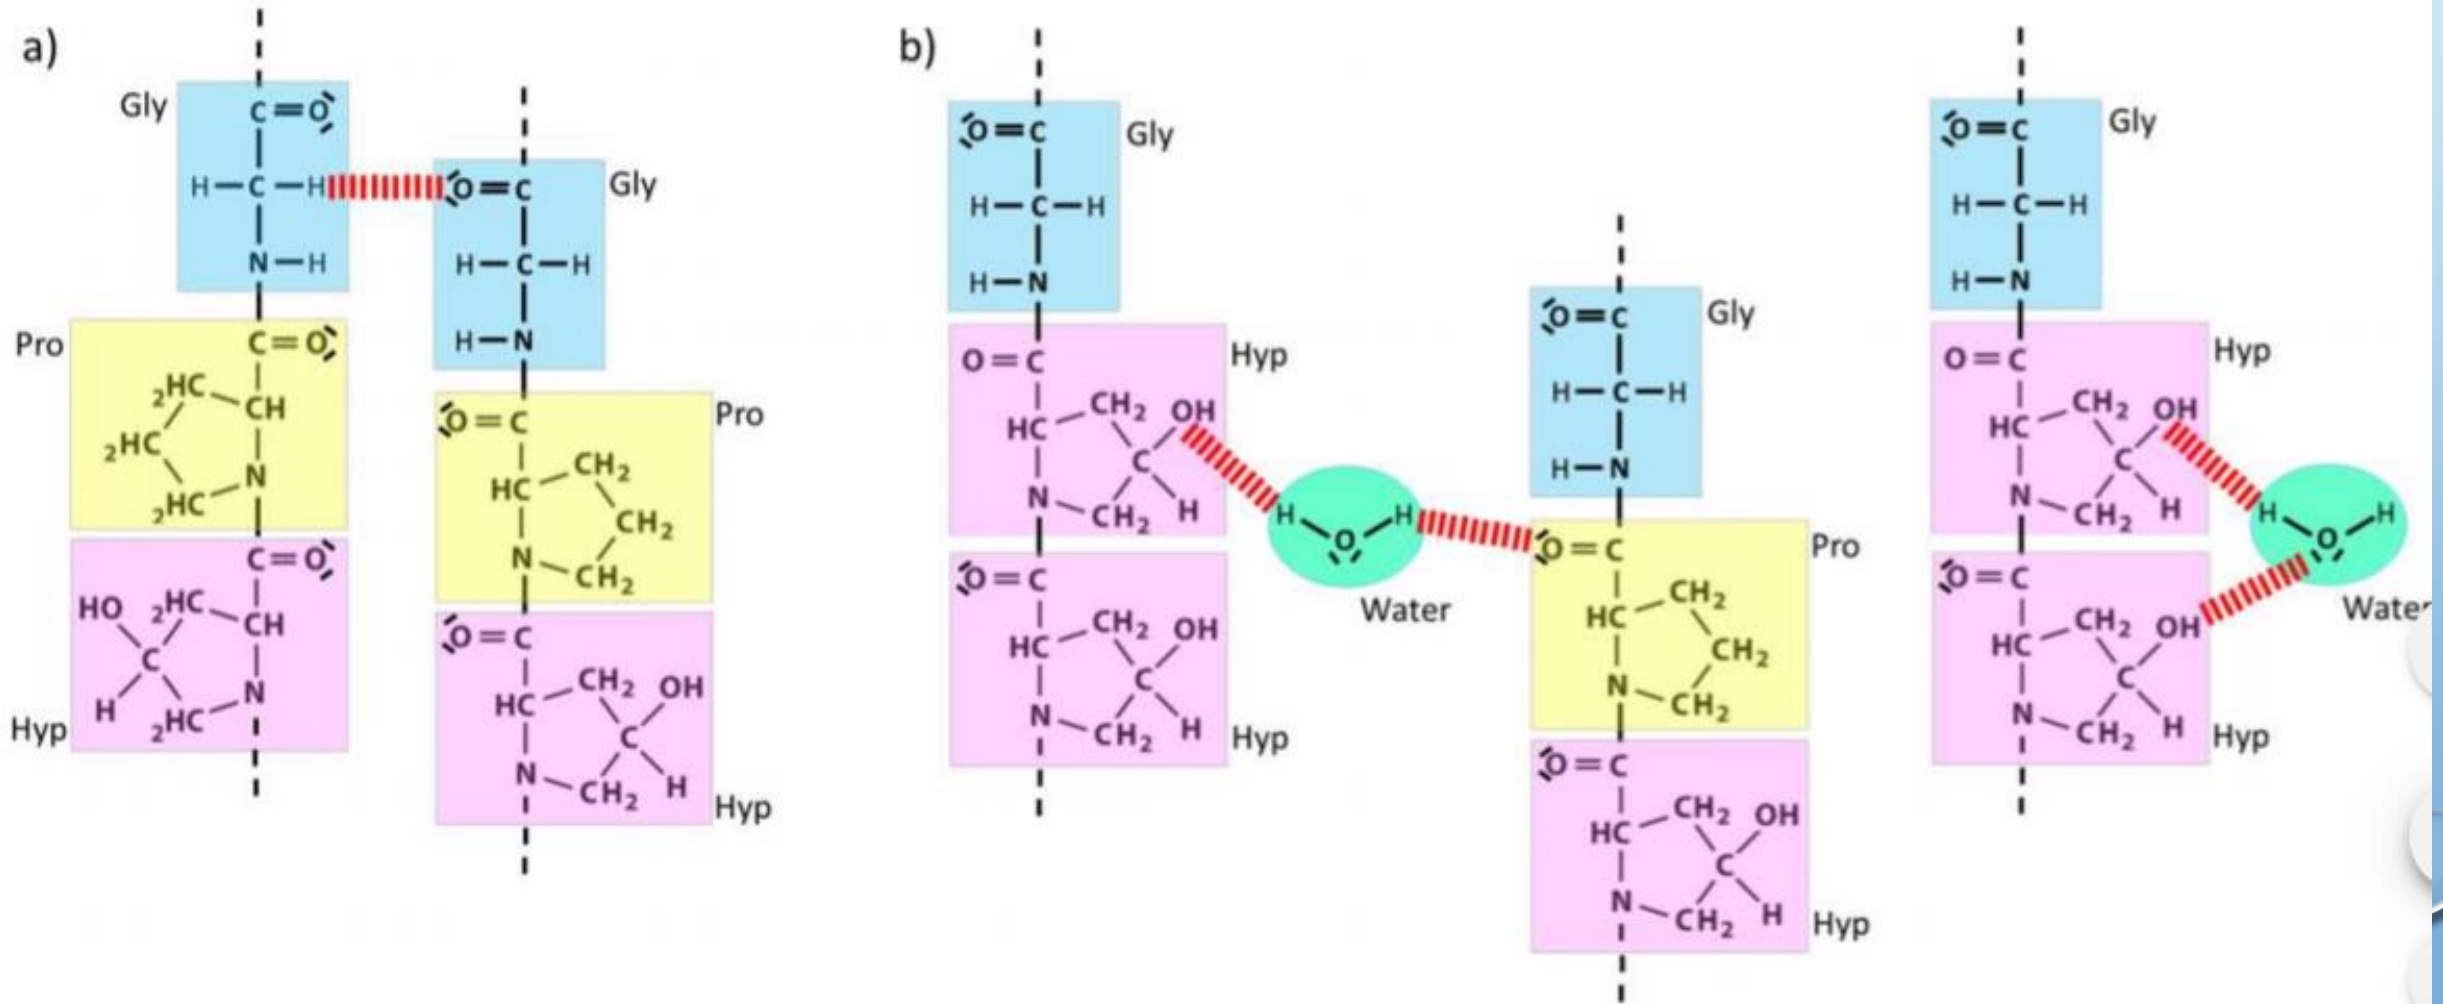 a)
Gly
C=O
H-C-H
N-H
Pro
C=O
2HC
CH
2HC
N
2HC
C=O
HO
2HC
CH
C
N
H
2HC
Hyp
O=C
Gly
H-C-H
H-N
O=C
Pro
CH2
HC
CH2
N
CH2
O=C
CH2
OH
HC
C
N
CH2
H
Hyp
b)
O=C
Gly
H-C-H
H-N
O=C
Hyp
CH2
OH
HC
C
N
CH2
H
O=C
CH2
OH
HC
C
N
CH2
H
Hyp
H
H
O
Water
O=C
Gly
H-C-H
H-N
O=C
Pro
CH2
HC
CH2
N
CH2
O=C
CH2
OH
HC
C
N
CH2
H
Hyp
O=C
Gly
H-C-H
H-N
O=C
Hyp
CH2
OH
HC
C
N
CH2
H
O=C
CH2
OH
HC
C
N
CH2
H
Hyp
H
H
O
Water